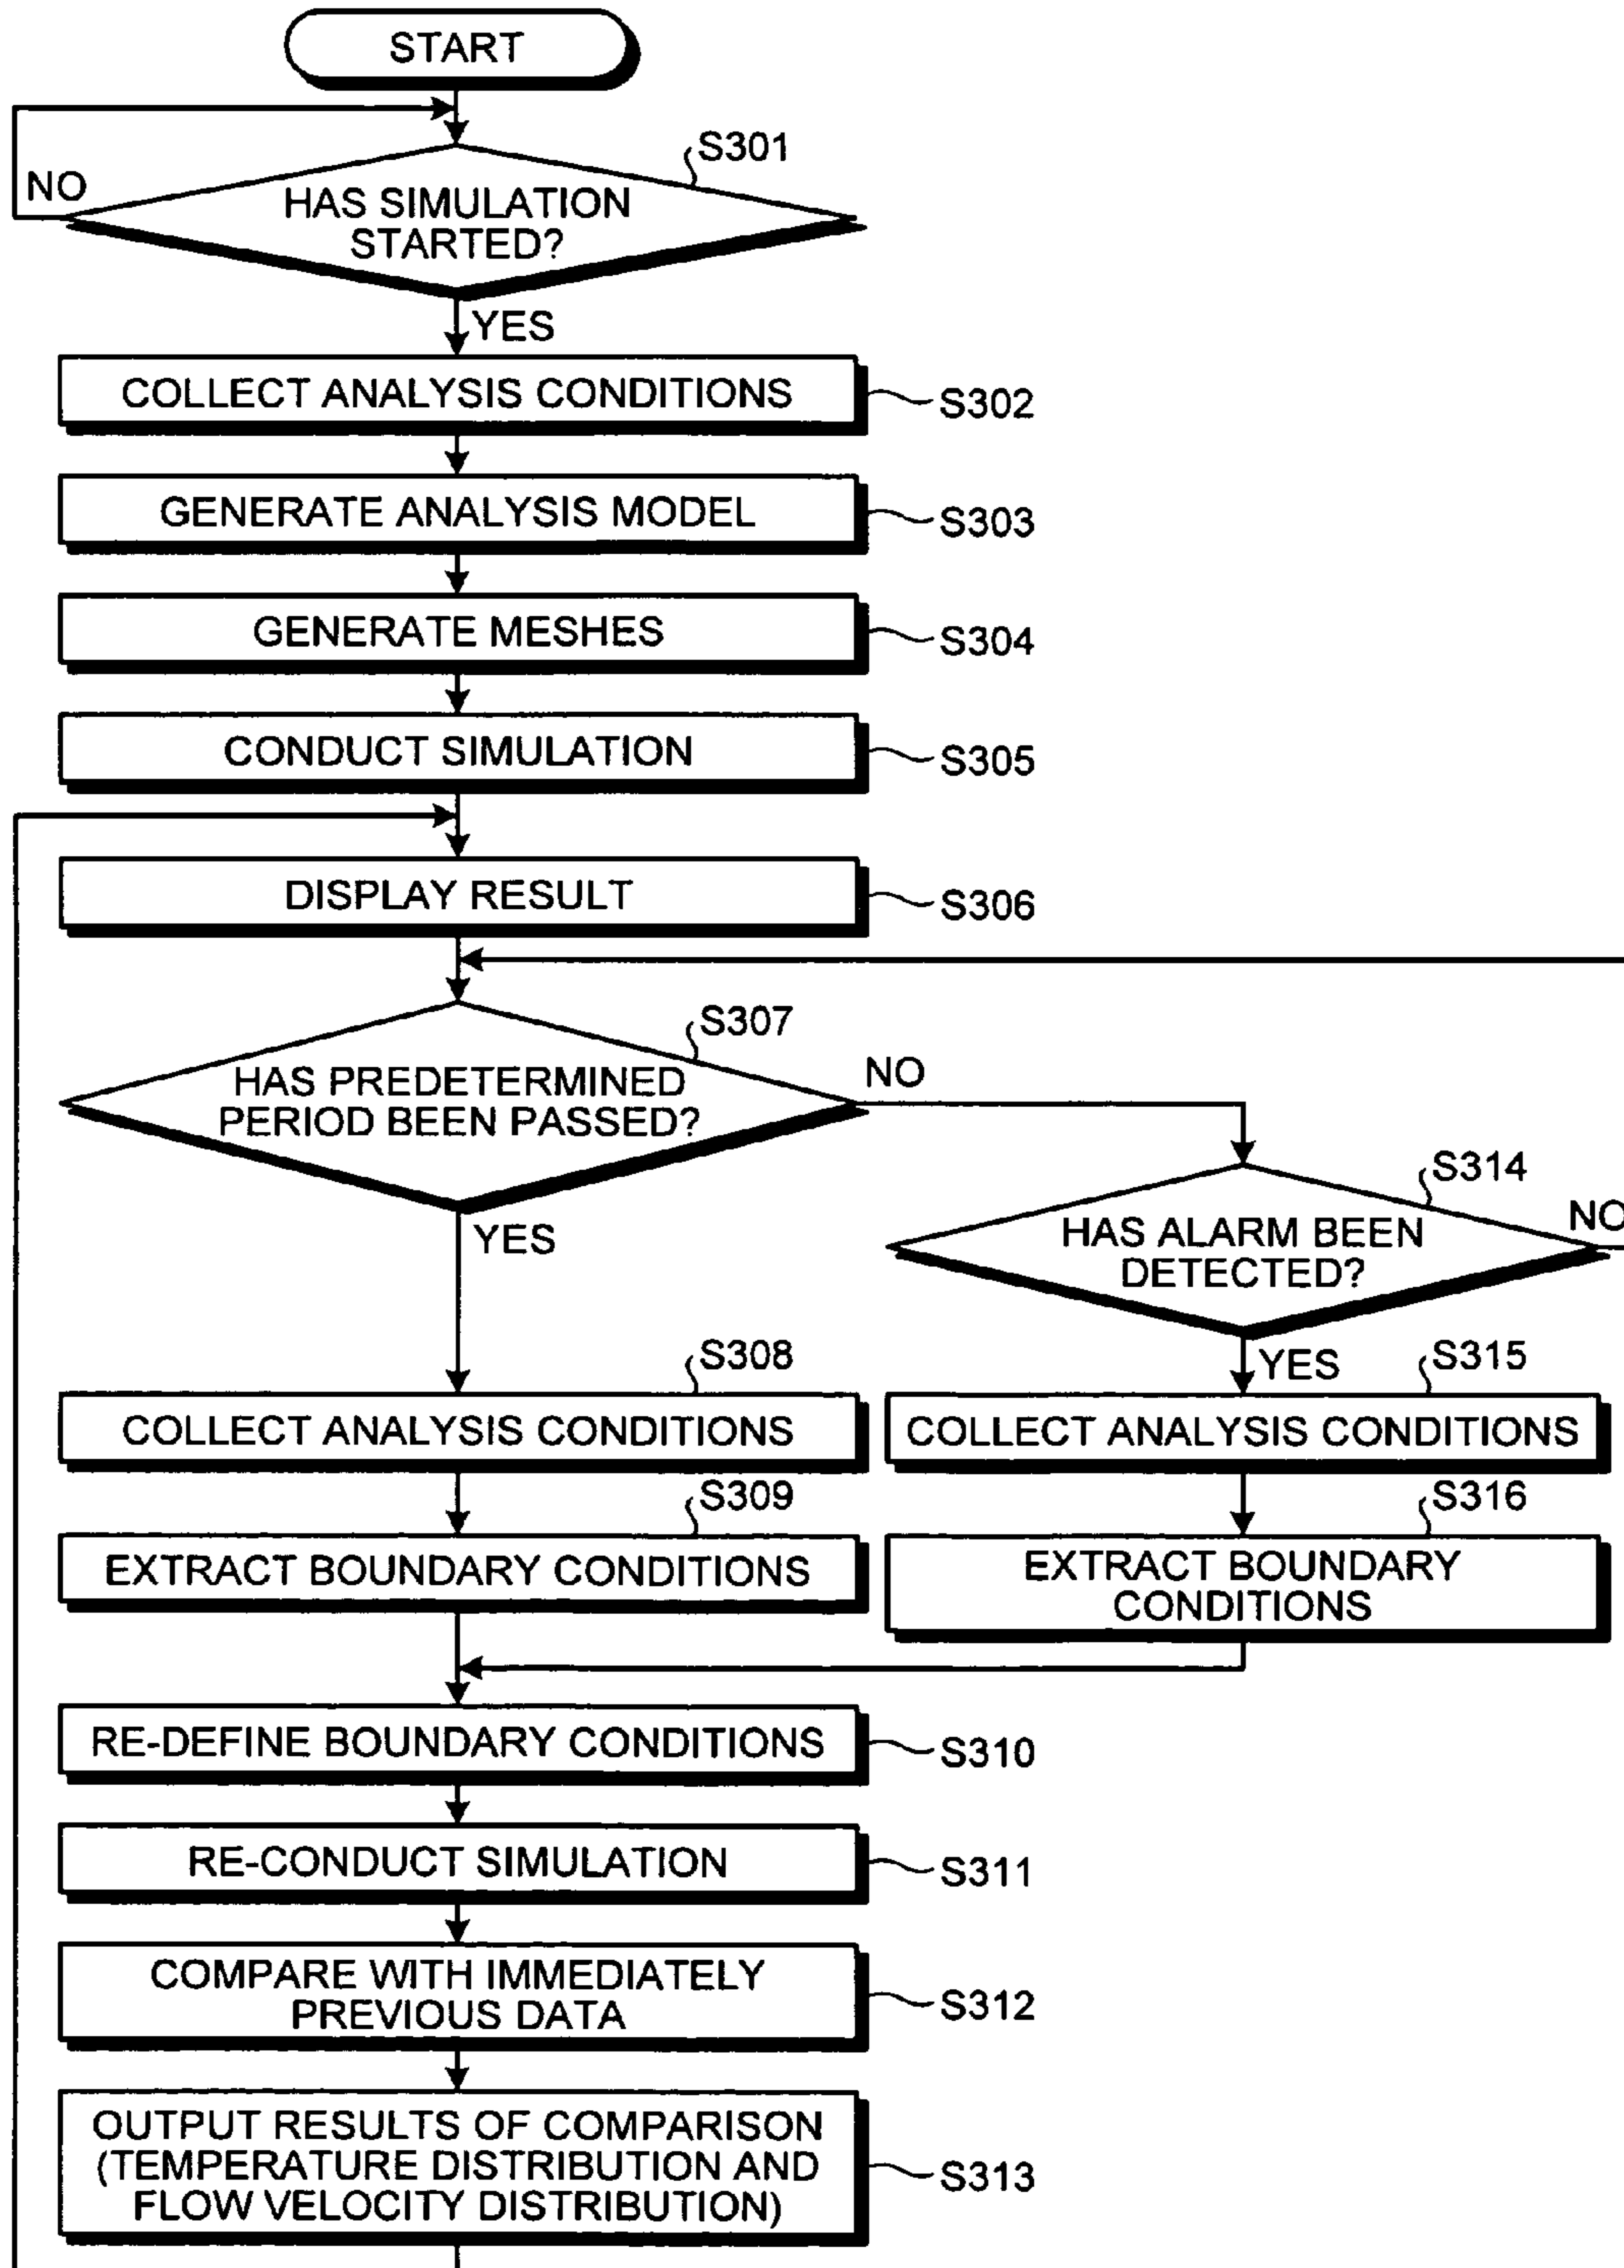 START
S301
NO
HAS SIMULATION
STARTED?
YES
COLLECT ANALYSIS CONDITIONS
S302
GENERATE ANALYSIS MODEL
S303
GENERATE MESHES
S304
CONDUCT SIMULATION
S305
DISPLAY RESULT
S306
S307
HAS PREDETERMINED
PERIOD BEEN PASSED?
NO
YES
S314
HAS ALARM BEEN
DETECTED?
NO
YES
S308
COLLECT ANALYSIS CONDITIONS
S315
COLLECT ANALYSIS CONDITIONS
S309
EXTRACT BOUNDARY CONDITIONS
S316
EXTRACT BOUNDARY
CONDITIONS
RE-DEFINE BOUNDARY CONDITIONS
S310
RE-CONDUCT SIMULATION
S311
COMPARE WITH IMMEDIATELY
PREVIOUS DATA
S312
OUTPUT RESULTS OF COMPARISON
(TEMPERATURE DISTRIBUTION AND
FLOW VELOCITY DISTRIBUTION)
S313